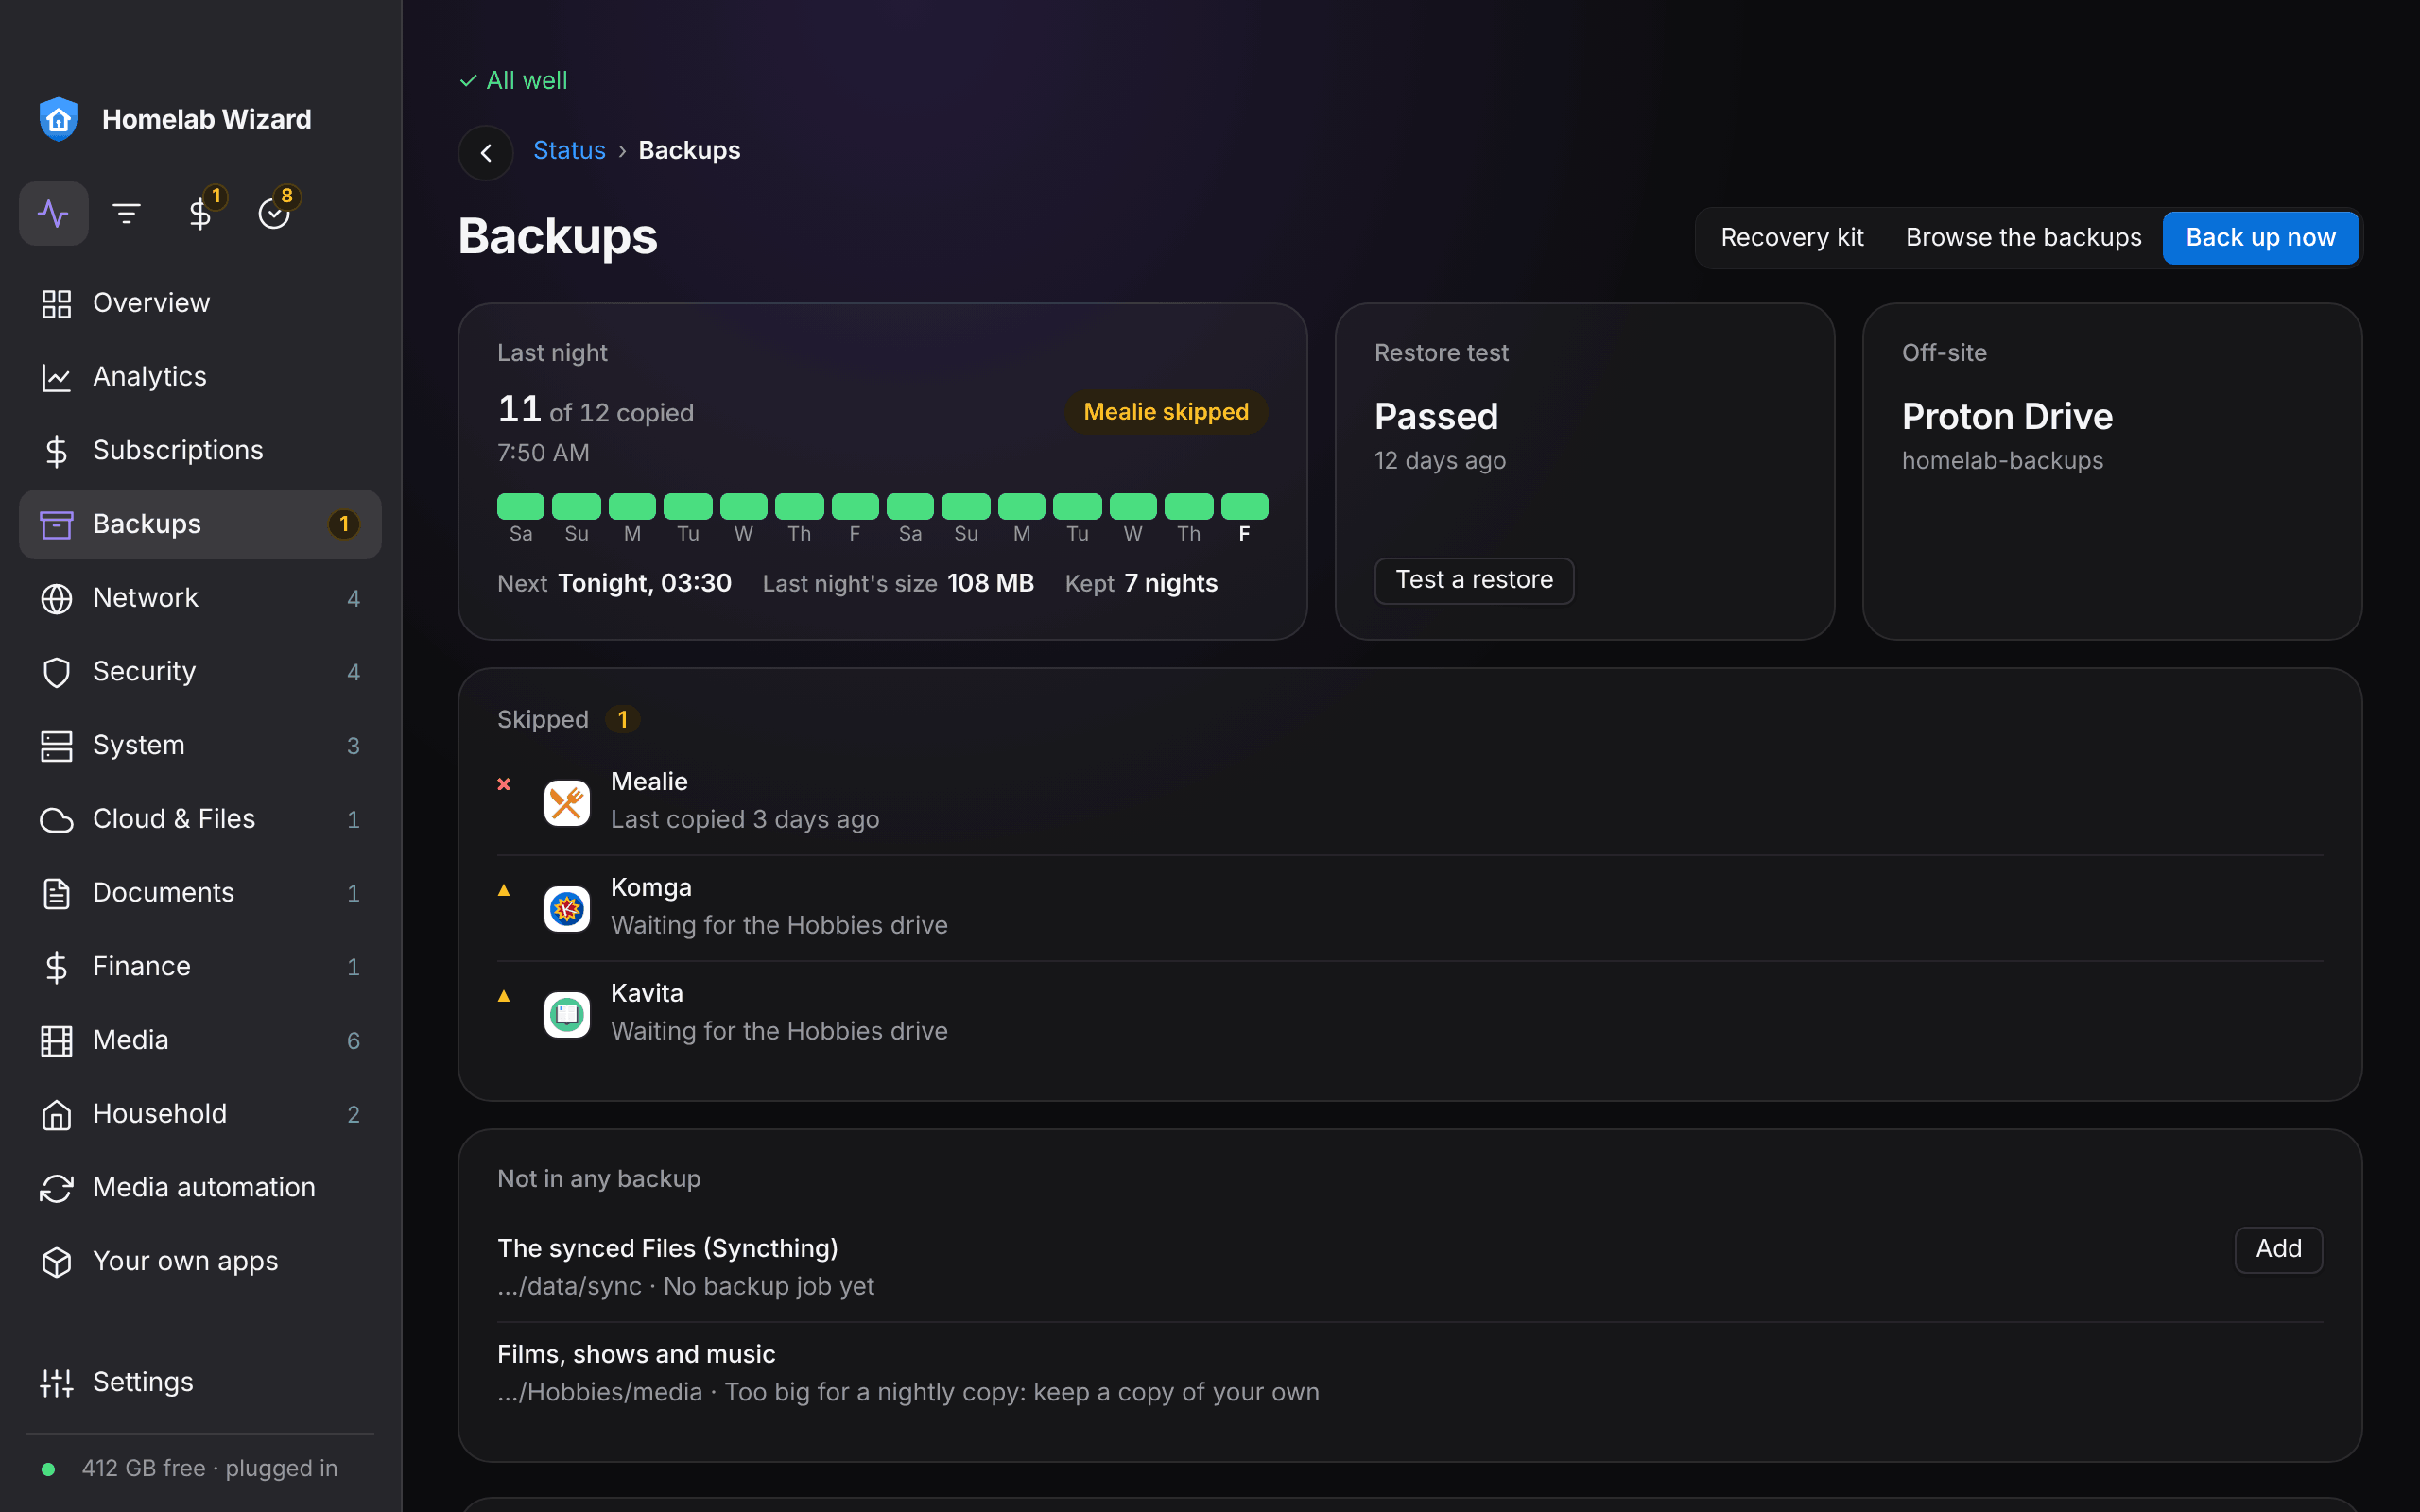 Homelab Wizard
1
8
Overview
Analytics
Subscriptions
Backups 1
Network 4
Security 4
System 3
Cloud & Files 1
Documents 1
Finance 1
Media 6
Household 2
Media automation
Your own apps
Settings
412 GB free · plugged in
All well
Status › Backups
Backups
Recovery kit Browse the backups Back up now
Last night
11 of 12 copied Mealie skipped
7:50 AM
Sa Su M Tu W Th F Sa Su M Tu W Th F
Next Tonight, 03:30 Last night's size 108 MB Kept 7 nights
Restore test
Passed
12 days ago
Test a restore
Off-site
Proton Drive
homelab-backups
Skipped 1
Mealie
Last copied 3 days ago
K
Komga
Waiting for the Hobbies drive
Kavita
Waiting for the Hobbies drive
Not in any backup
The synced Files (Syncthing)
.../data/sync · No backup job yet
Add
Films, shows and music
.../Hobbies/media · Too big for a nightly copy: keep a copy of your own